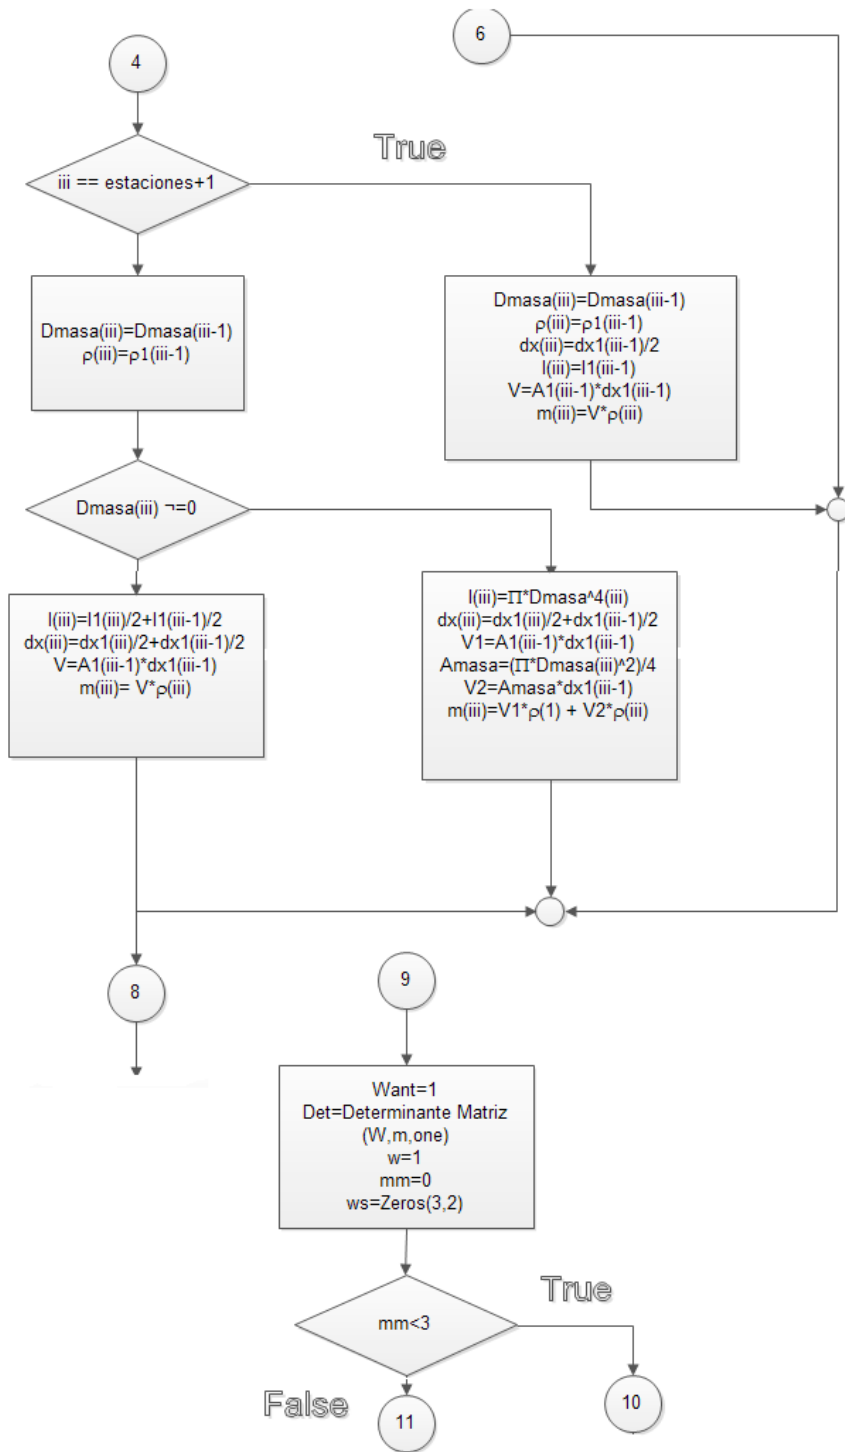 6
4
True
iii == estaciones+1
Dmasa(iii)=Dmasa(iii-1)
ρ(iii)=ρ1(iii-1)
Dmasa(iii)=Dmasa(iii-1)
ρ(iii)=ρ1(iii-1)
dx(iii)=dx1(iii-1)/2
I(iii)=I1(iii-1)
V=A1(iii-1)*dx1(iii-1)
m(iii)=V*ρ(iii)
Dmasa(iii) ¬=0
I(iii)=I1(iii)/2+I1(iii-1)/2
dx(iii)=dx1(iii)/2+dx1(iii-1)/2
V=A1(iii-1)*dx1(iii-1)
m(iii)= V*ρ(iii)
I(iii)=Π*Dmasa^4(iii)
dx(iii)=dx1(iii)/2+dx1(iii-1)/2
V1=A1(iii-1)*dx1(iii-1)
Amasa=(Π*Dmasa(iii)^2)/4
V2=Amasa*dx1(iii-1)
m(iii)=V1*ρ(1) + V2*ρ(iii)
8
9
Want=1
Det=Determinante Matriz
(W,m,one)
w=1
mm=0
ws=Zeros(3,2)
mm<3
True
False
10
11